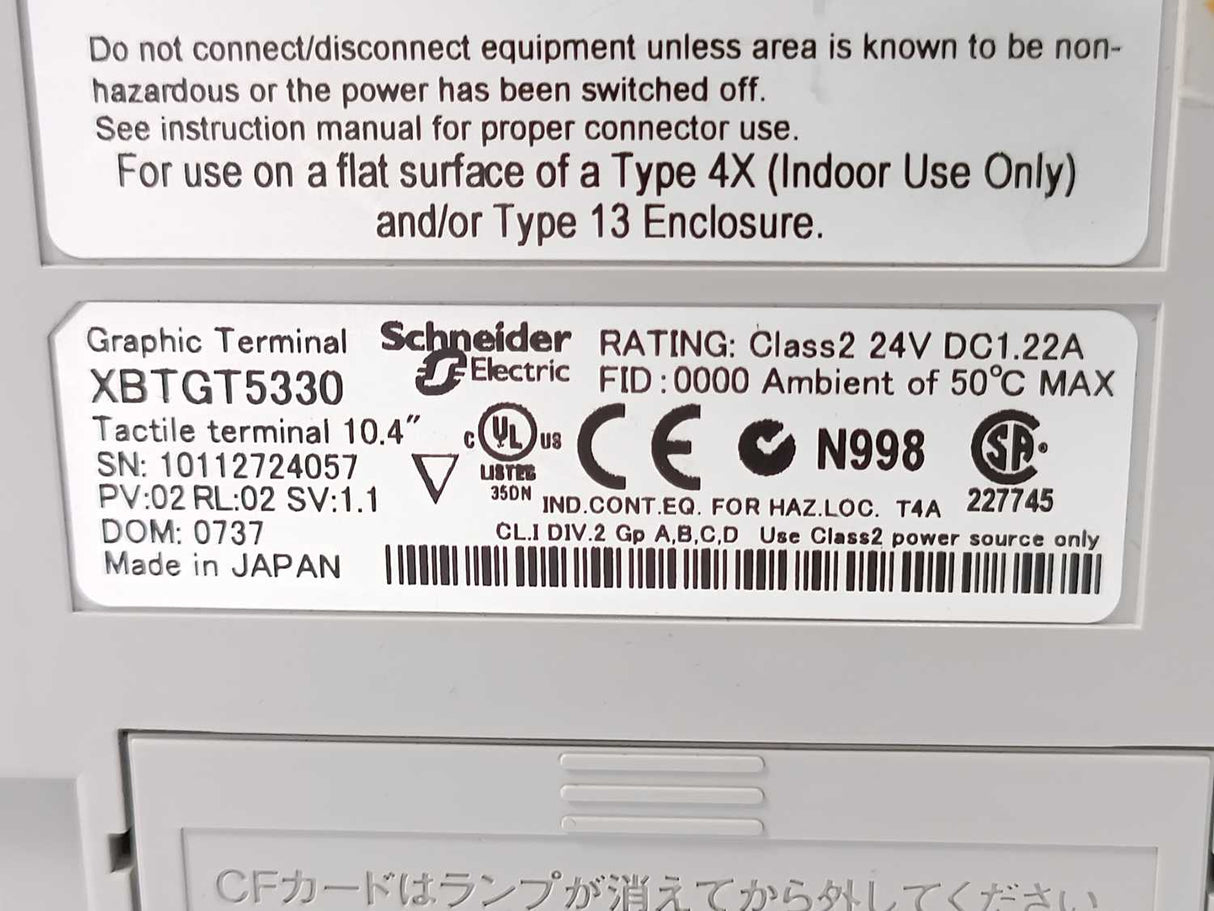 Do not connect/disconnect equipment unless area is known to be non-
hazardous or the power has been switched off.
See instruction manual for proper connector use.
For use on a flat surface of a Type 4X (Indoor Use Only)
and/or Type 13 Enclosure.
Graphic Terminal
XBTGT5330
Schneider
Electric
RATING: Class2 24V DC1.22A
FID:0000 Ambient of 50°C MAX
Tactile terminal 10.4″
SN: 10112724057
PV:02 RL:02 SV:1.1
DOM: 0737
Made in JAPAN
C UL US
LISTED
35DN
CE
N998
SA
227745
IND.CONT.EQ. FOR HAZ.LOC. T4A
CL.I DIV.2 Gp A,B,C,D Use Class2 power source only
CFカードはランプが消えてから外してください